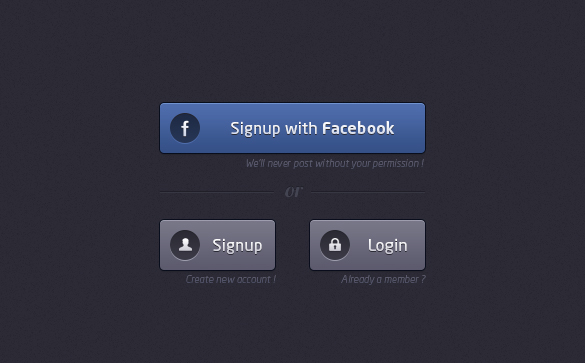 Signup with Facebook
We'll never post without your permission !
or
Signup
Login
Create new account !
Already a member ?